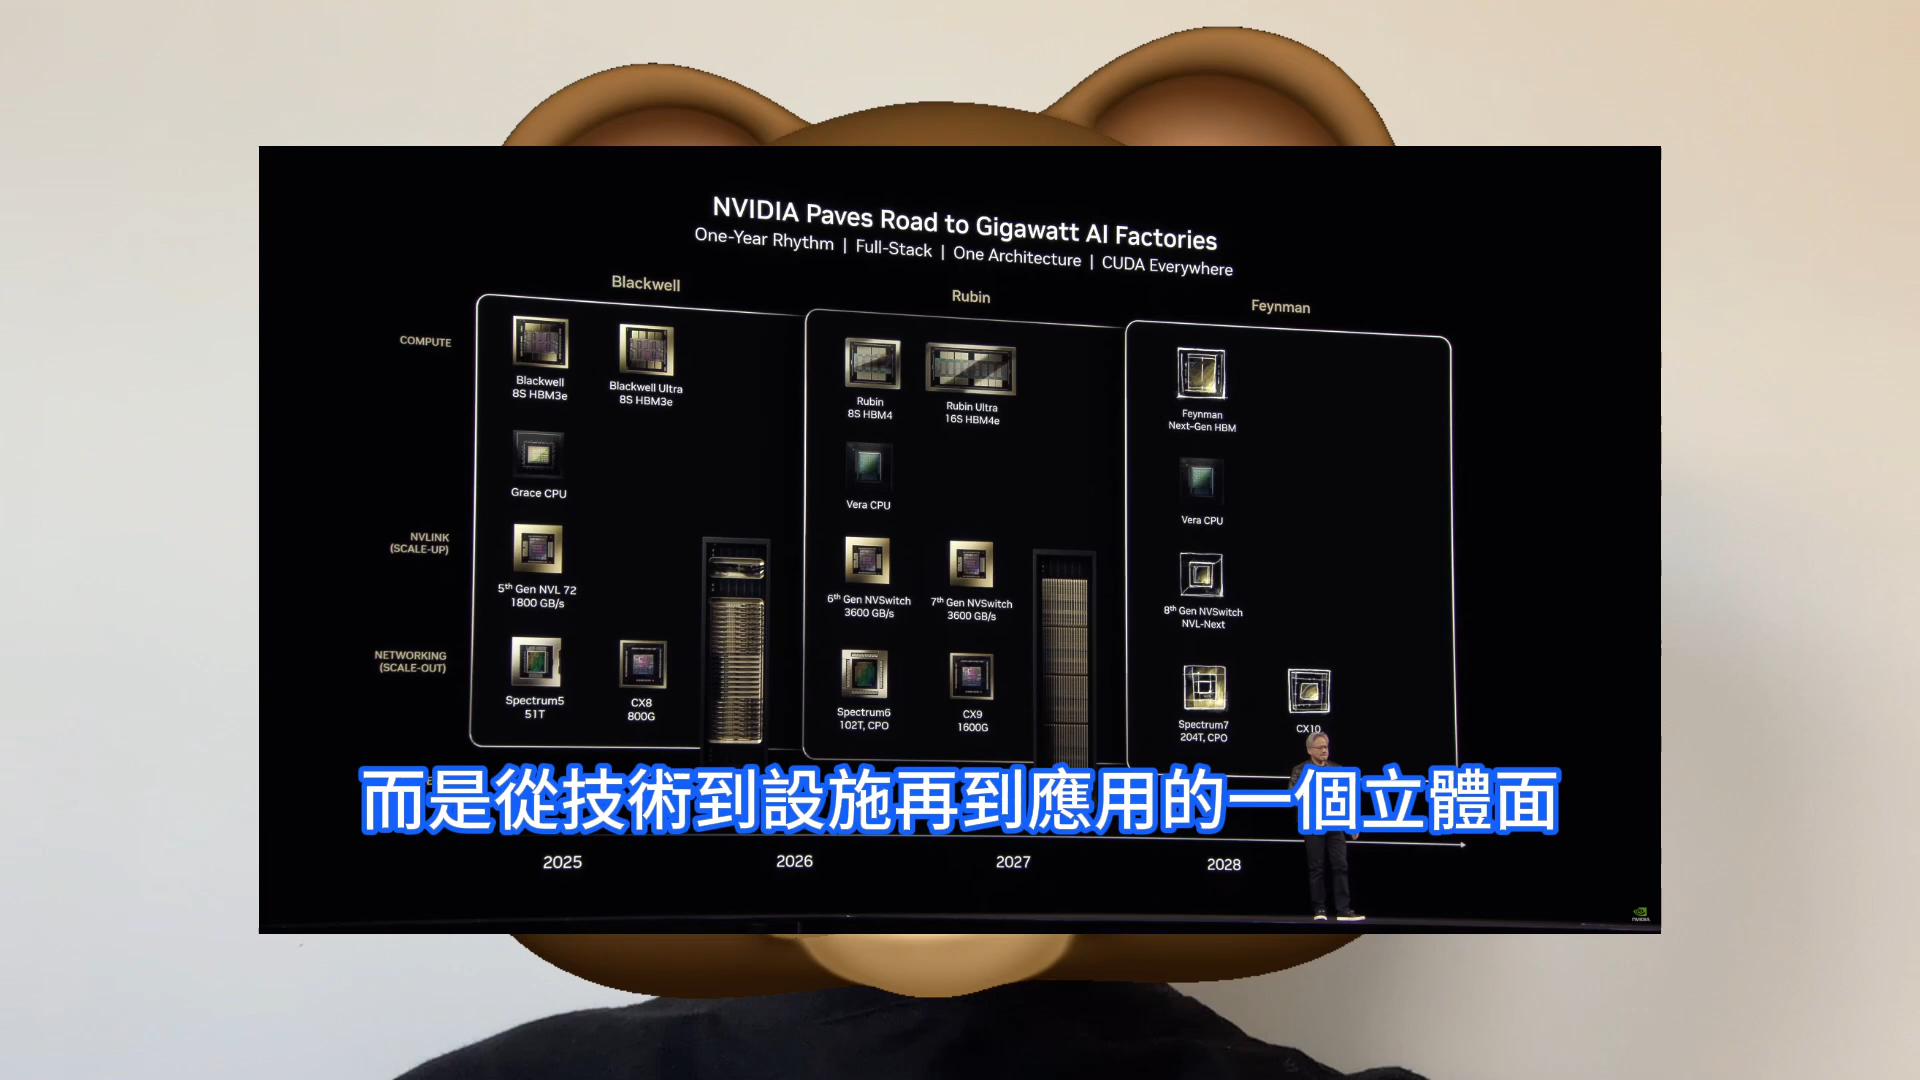 NVIDIA Paves Road to Gigawatt AI Factories
One-Year Rhythm | Full-Stack | One Architecture | CUDA Everywhere
Blackwell
Rubin
Feynman
COMPUTE
Blackwell
8S HBM3e
Blackwell Ultra
8S HBM3e
Rubin
8S HBM4
Rubin Ultra
16S HBM4e
Feynman
Next-Gen HBM
Grace CPU
Vera CPU
Vera CPU
NVLINK
(SCALE-UP)
5th Gen NVL 72
1800 GB/s
6th Gen NVSwitch
3600 GB/s
7th Gen NVSwitch
3600 GB/s
8th Gen NVSwitch
NVL-Next
NETWORKING
(SCALE-OUT)
Spectrum5
51T
CX8
800G
Spectrum6
102T, CPO
CX9
1600G
Spectrum7
204T, CPO
CX10
而是從技術到設施再到應用的一個立體面
2025
2026
2027
2028
NVIDIA